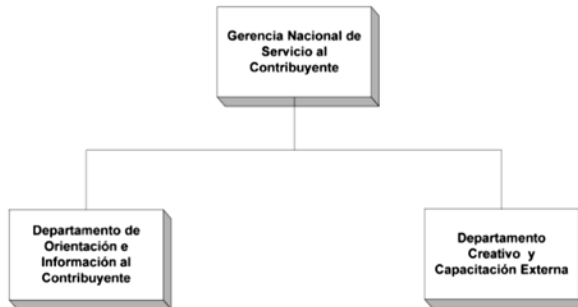 Gerencia Nacional de
Servicio al
Contribuyente
Departamento de
Orientación e
Información al
Contribuyente
Departamento
Creativo y
Capacitación Externa